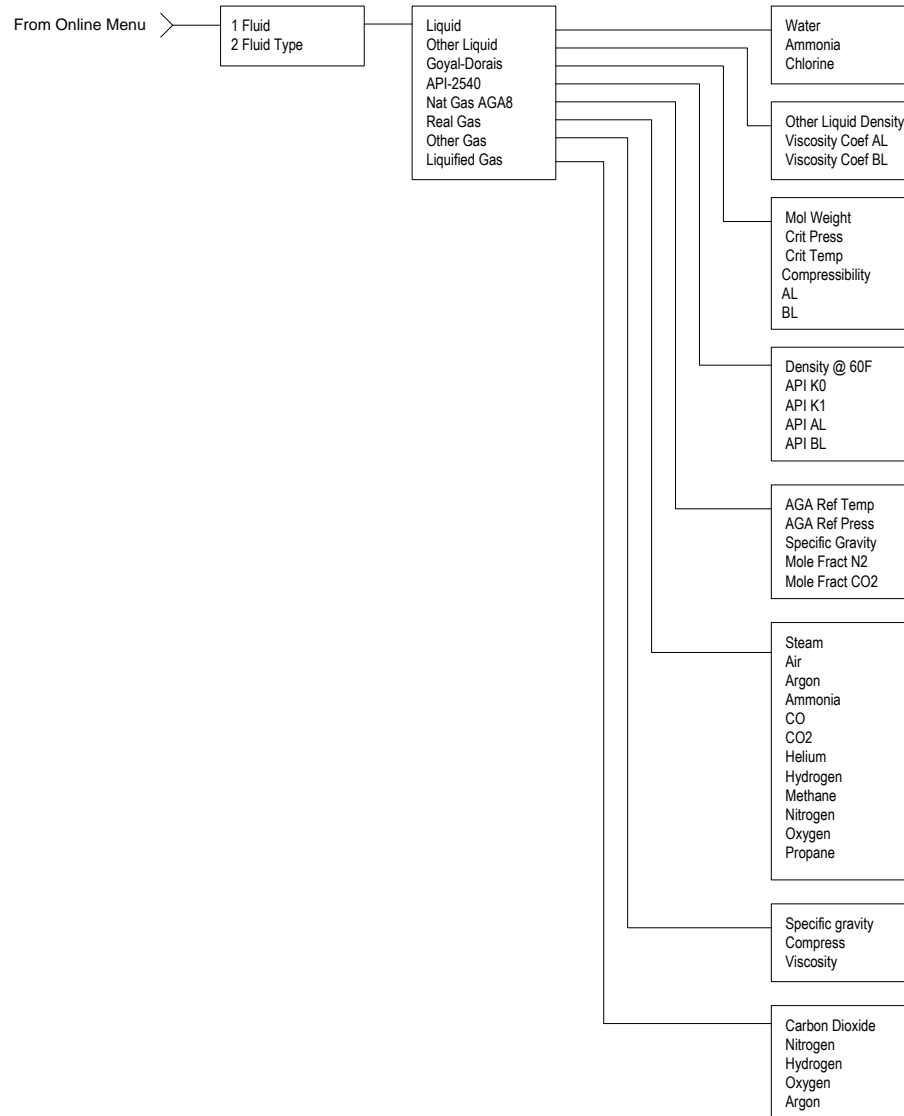 From Online Menu
1 Fluid
2 Fluid Type
Liquid
Other Liquid
Goyal-Dorais
API-2540
Nat Gas AGA8
Real Gas
Other Gas
Liquified Gas
Water
Ammonia
Chlorine
Other Liquid Density
Viscosity Coef AL
Viscosity Coef BL
Mol Weight
Crit Press
Crit Temp
Compressibility
AL
BL
Density @ 60F
API K0
API K1
API AL
API BL
AGA Ref Temp
AGA Ref Press
Specific Gravity
Mole Fract N2
Mole Fract CO2
Steam
Air
Argon
Ammonia
CO
CO2
Helium
Hydrogen
Methane
Nitrogen
Oxygen
Propane
Specific gravity
Compress
Viscosity
Carbon Dioxide
Nitrogen
Hydrogen
Oxygen
Argon